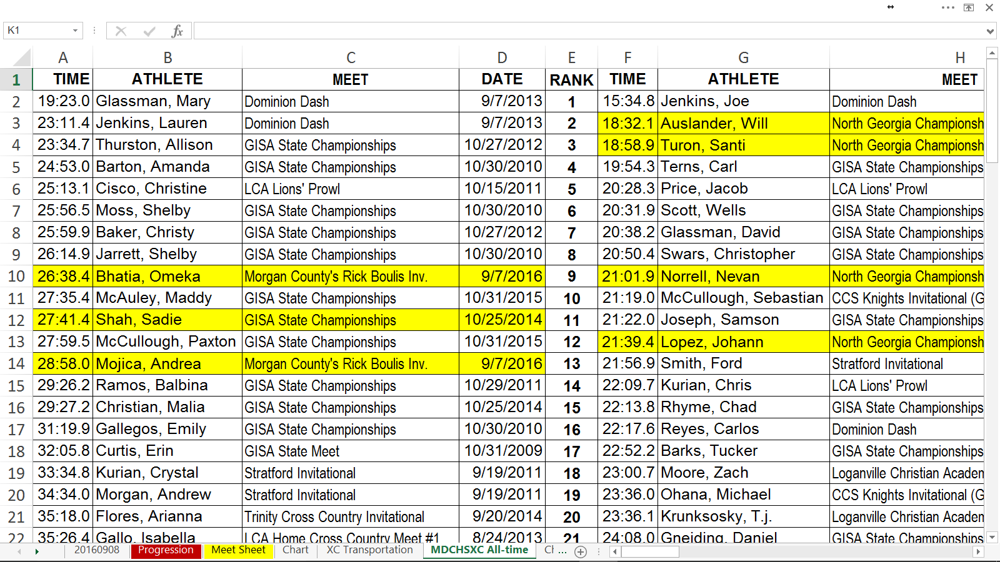 K1
fx
A B C D E F G H
1 TIME ATHLETE MEET DATE RANK TIME ATHLETE MEET
2 19:23.0 Glassman, Mary Dominion Dash 9/7/2013 1 15:34.8 Jenkins, Joe Dominion Dash
3 23:11.4 Jenkins, Lauren Dominion Dash 9/7/2013 2 18:32.1 Auslander, Will North Georgia Championsh
4 23:34.7 Thurston, Allison GISA State Championships 10/27/2012 3 18:58.9 Turon, Santi North Georgia Championsh
5 24:53.0 Barton, Amanda GISA State Championships 10/30/2010 4 19:54.3 Terns, Carl GISA State Championships
6 25:13.1 Cisco, Christine LCA Lions' Prowl 10/15/2011 5 20:28.3 Price, Jacob LCA Lions' Prowl
7 25:56.5 Moss, Shelby GISA State Championships 10/30/2010 6 20:31.9 Scott, Wells GISA State Championships
8 25:59.9 Baker, Christy GISA State Championships 10/27/2012 7 20:38.2 Glassman, David GISA State Championships
9 26:14.9 Jarrett, Shelby GISA State Championships 10/30/2010 8 20:50.4 Swars, Christopher GISA State Championships
10 26:38.4 Bhatia, Omeka Morgan County's Rick Boulis Inv. 9/7/2016 9 21:01.9 Norrell, Nevan North Georgia Championsh
11 27:35.4 McAuley, Maddy GISA State Championships 10/31/2015 10 21:19.0 McCullough, Sebastian CCS Knights Invitational (G
12 27:41.4 Shah, Sadie GISA State Championships 10/25/2014 11 21:22.0 Joseph, Samson GISA State Championships
13 27:59.5 McCullough, Paxton GISA State Championships 10/31/2015 12 21:39.4 Lopez, Johann North Georgia Championsh
14 28:58.0 Mojica, Andrea Morgan County's Rick Boulis Inv. 9/7/2016 13 21:56.9 Smith, Ford Stratford Invitational
15 29:26.2 Ramos, Balbina GISA State Championships 10/29/2011 14 22:09.7 Kurian, Chris LCA Lions' Prowl
16 29:27.2 Christian, Malia GISA State Championships 10/25/2014 15 22:13.8 Rhyme, Chad GISA State Championships
17 31:19.9 Gallegos, Emily GISA State Championships 10/30/2010 16 22:17.6 Reyes, Carlos Dominion Dash
18 32:05.8 Curtis, Erin GISA State Meet 10/31/2009 17 22:52.2 Barks, Tucker GISA State Championships
19 33:34.8 Kurian, Crystal Stratford Invitational 9/19/2011 18 23:00.7 Moore, Zach Loganville Christian Academ
20 34:34.0 Morgan, Andrew Stratford Invitational 9/19/2011 19 23:36.0 Ohana, Michael CCS Knights Invitational (G
21 35:18.0 Flores, Arianna Trinity Cross Country Invitational 9/20/2014 20 23:36.1 Krunksosky, T.j. Loganville Christian Academ
22 35:26.4 Gallo, Isabella LCA Home Cross Country Meet #1 8/24/2013 21 24:08.0 Gneiding, Daniel GISA State Championships
20160908 Progression Meet Sheet Chart XC Transportation MDCHSXC All-time Ch ...